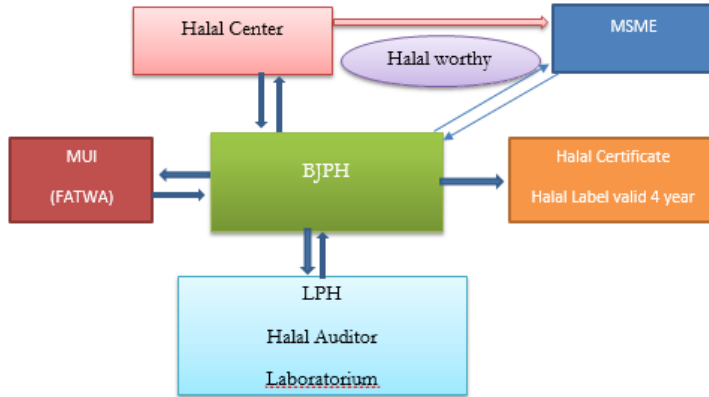 Halal Center
MSME
Halal worthy
MUI
(FATWA)
BJPH
Halal Certificate
Halal Label valid 4 year
LPH
Halal Auditor
Laboratorium